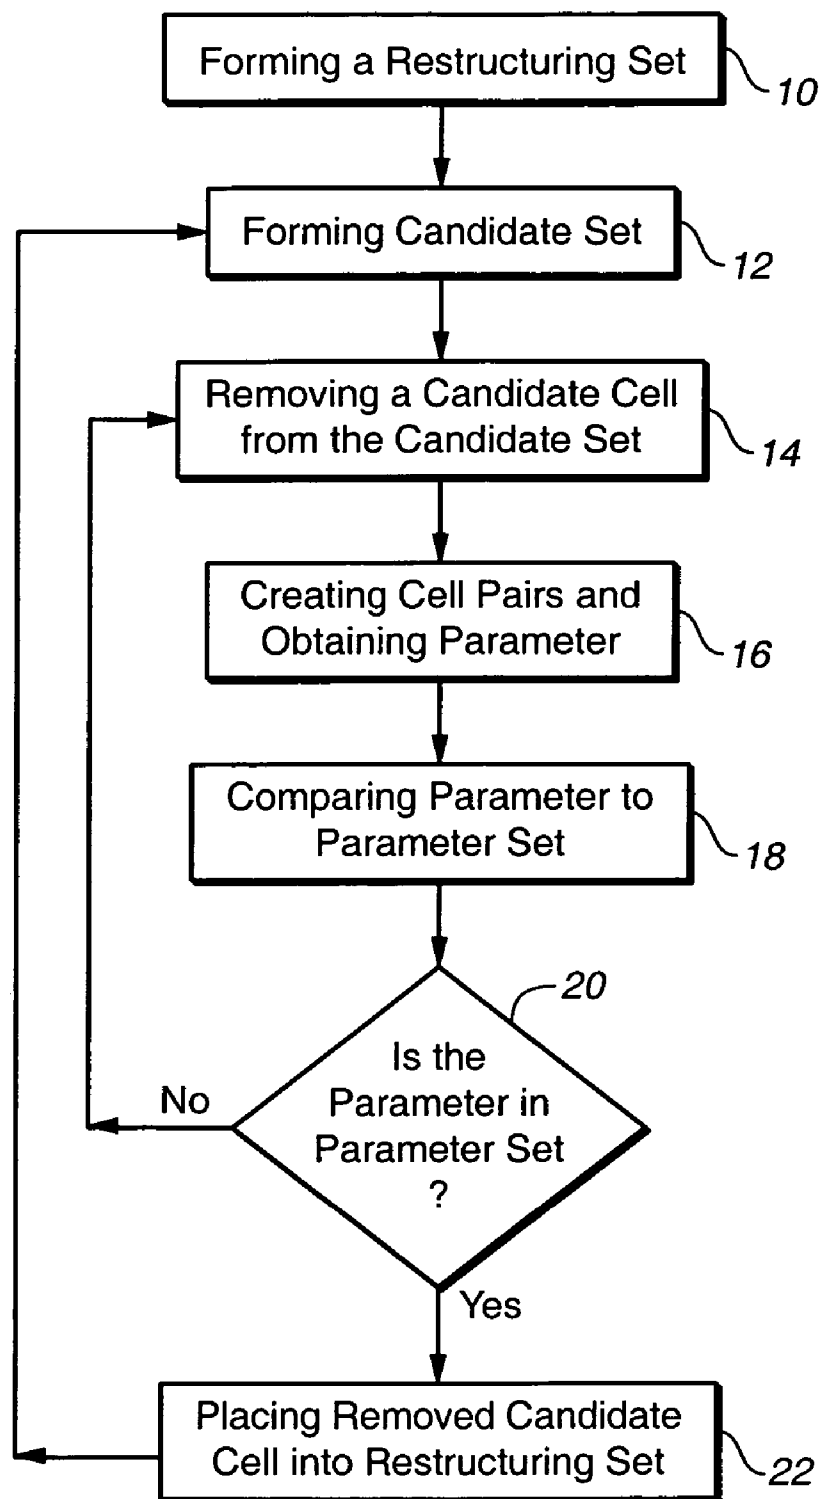 Forming a Restructuring Set
10
Forming Candidate Set
12
Removing a Candidate Cell
from the Candidate Set
14
Creating Cell Pairs and
Obtaining Parameter
16
Comparing Parameter to
Parameter Set
18
20
Is the
Parameter in
Parameter Set
?
No
Yes
Placing Removed Candidate
Cell into Restructuring Set
22